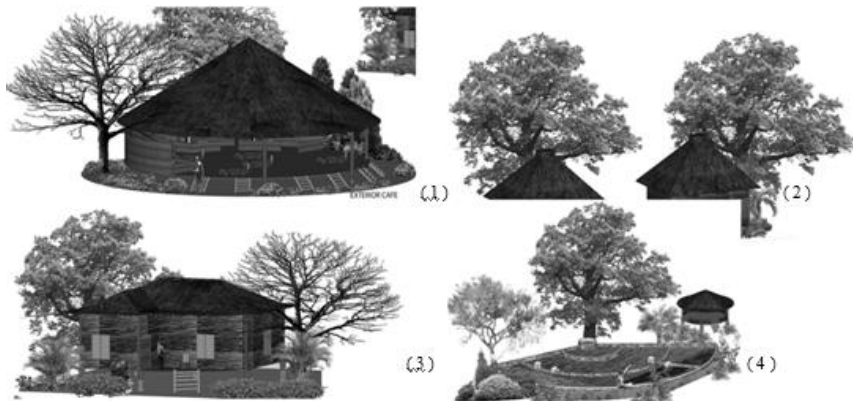 (1)
(2)
EXTERIOR CAFE
(3)
(4)